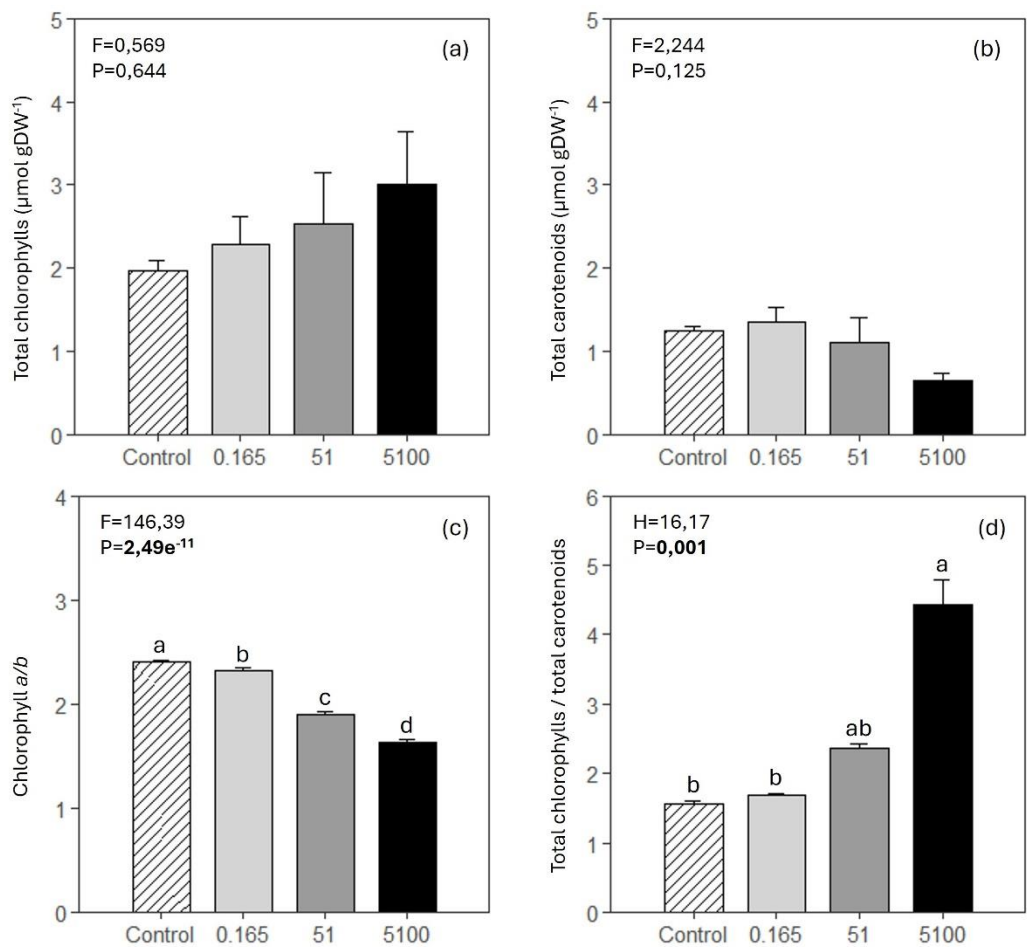 Total chlorophylls (µmol gDW⁻¹)
5
4
3
2
1
0
F=0,569
P=0,644
(a)
Control 0.165 51 5100
Total carotenoids (µmol gDW⁻¹)
5
4
3
2
1
0
F=2,244
P=0,125
(b)
Control 0.165 51 5100
Chlorophyll a/b
4
3
2
1
0
F=146,39
P=2,49e⁻¹¹
(c)
a
b
c
d
Control 0.165 51 5100
Total chlorophylls / total carotenoids
6
5
4
3
2
1
0
H=16,17
P=0,001
(d)
b
b
ab
a
Control 0.165 51 5100